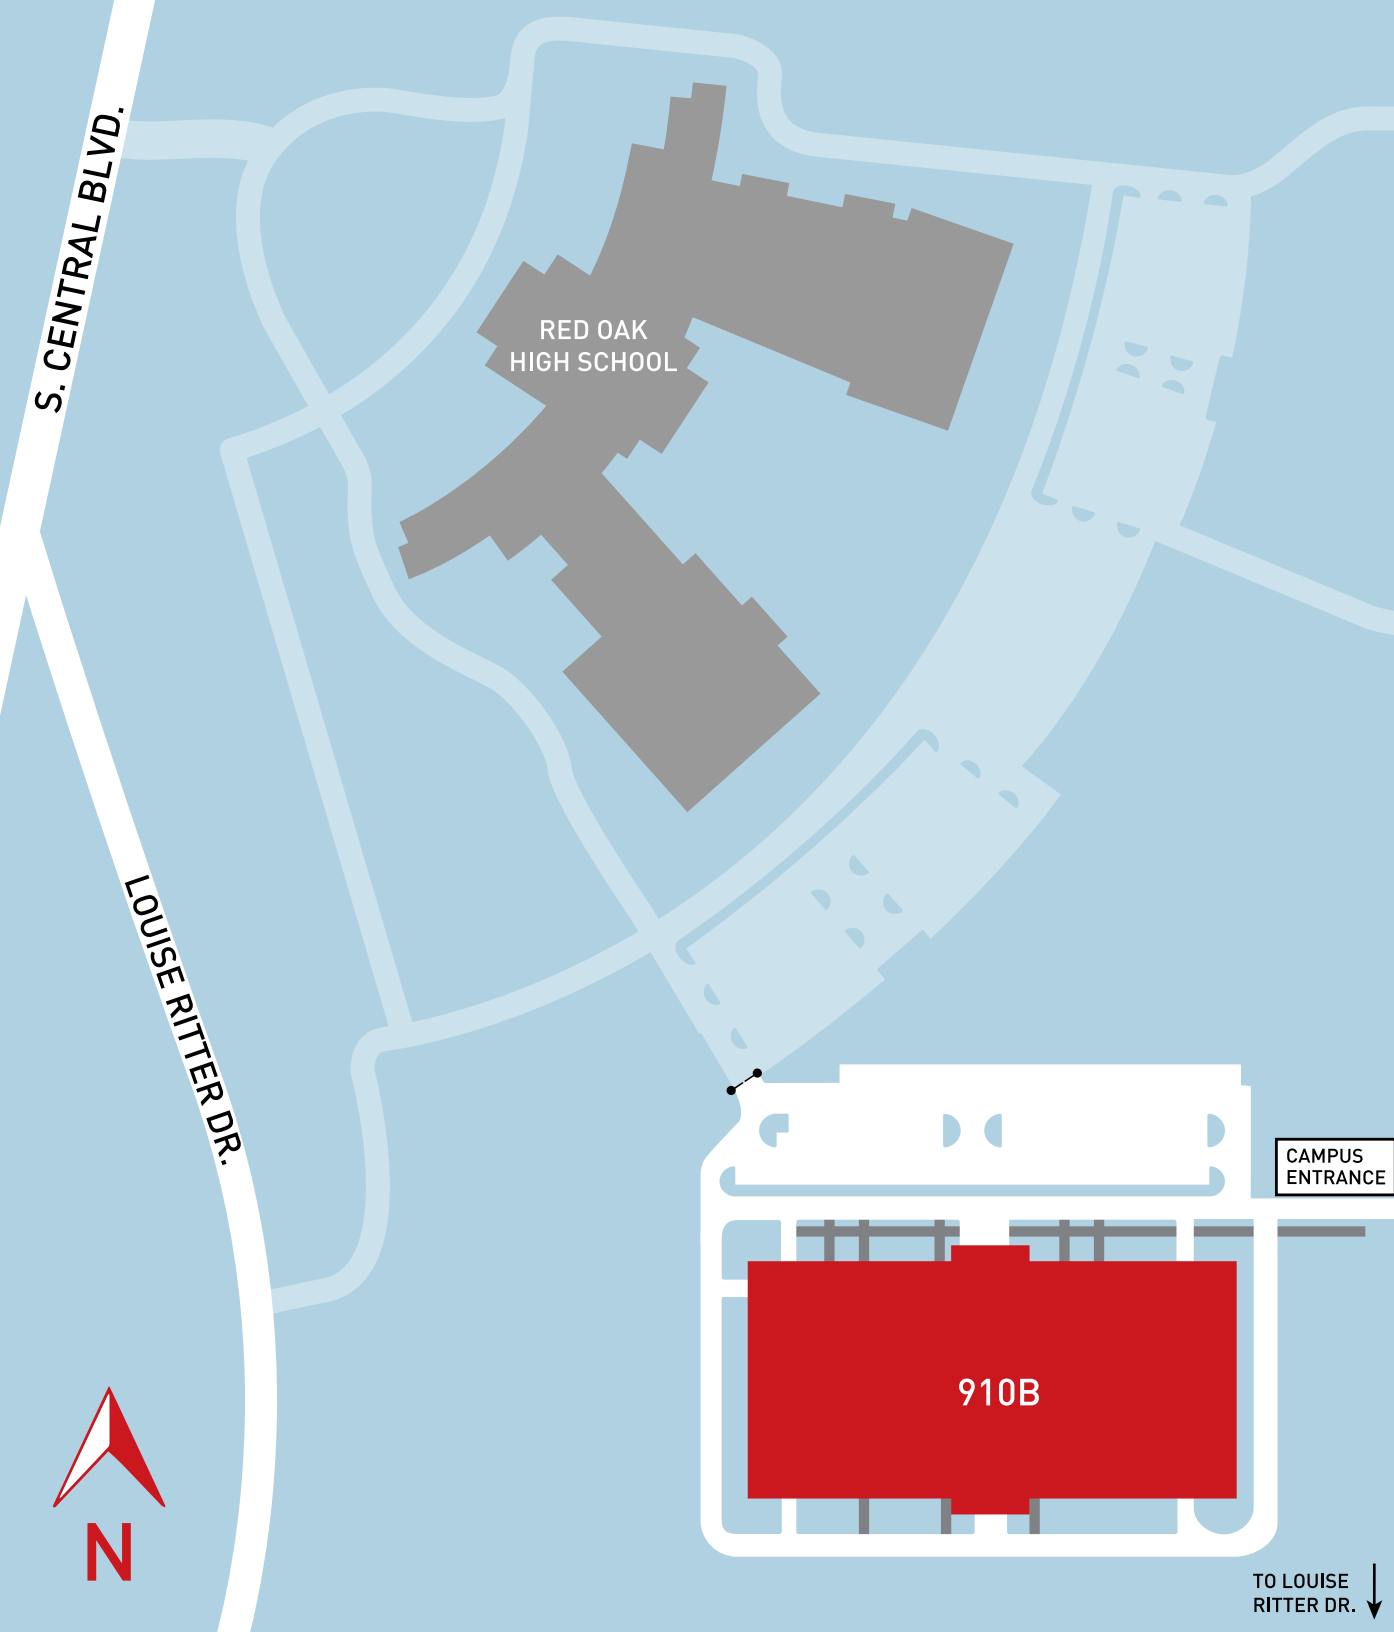 S. CENTRAL BLVD.
RED OAK
HIGH SCHOOL
LOUISE RITTER DR.
CAMPUS
ENTRANCE
910B
N
TO LOUISE
RITTER DR.